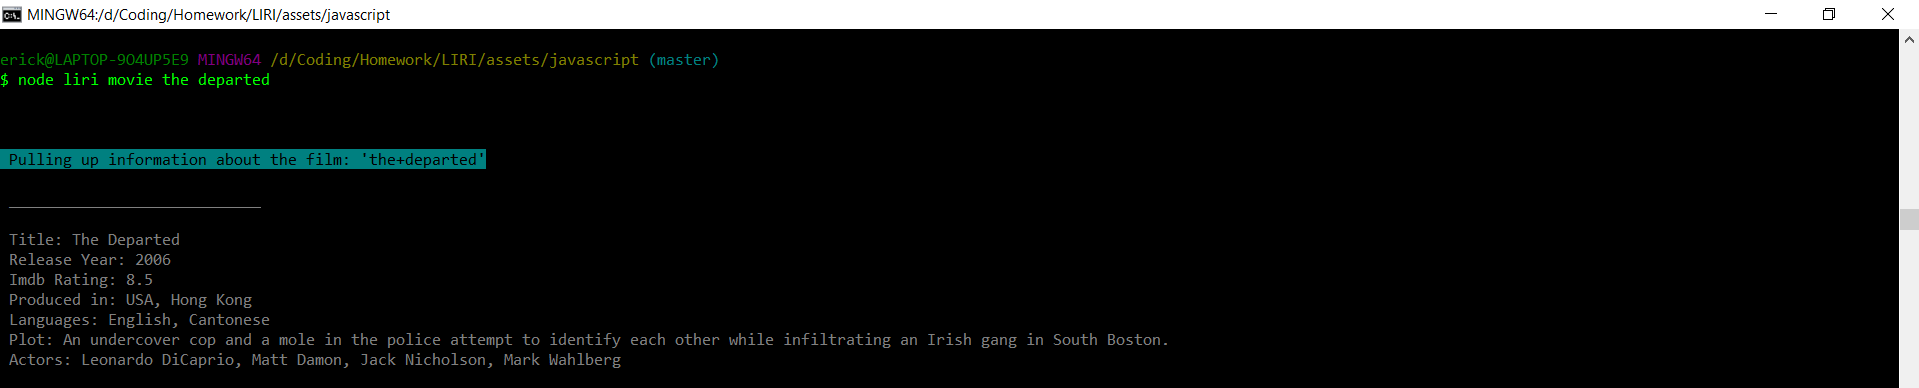 MINGW64:/d/Coding/Homework/LIRI/assets/javascript
erick@LAPTOP-9O4UP5E9 MINGW64 /d/Coding/Homework/LIRI/assets/javascript (master)
$ node liri movie the departed
Pulling up information about the film: 'the+departed'
____________________________
Title: The Departed
Release Year: 2006
Imdb Rating: 8.5
Produced in: USA, Hong Kong
Languages: English, Cantonese
Plot: An undercover cop and a mole in the police attempt to identify each other while infiltrating an Irish gang in South Boston.
Actors: Leonardo DiCaprio, Matt Damon, Jack Nicholson, Mark Wahlberg